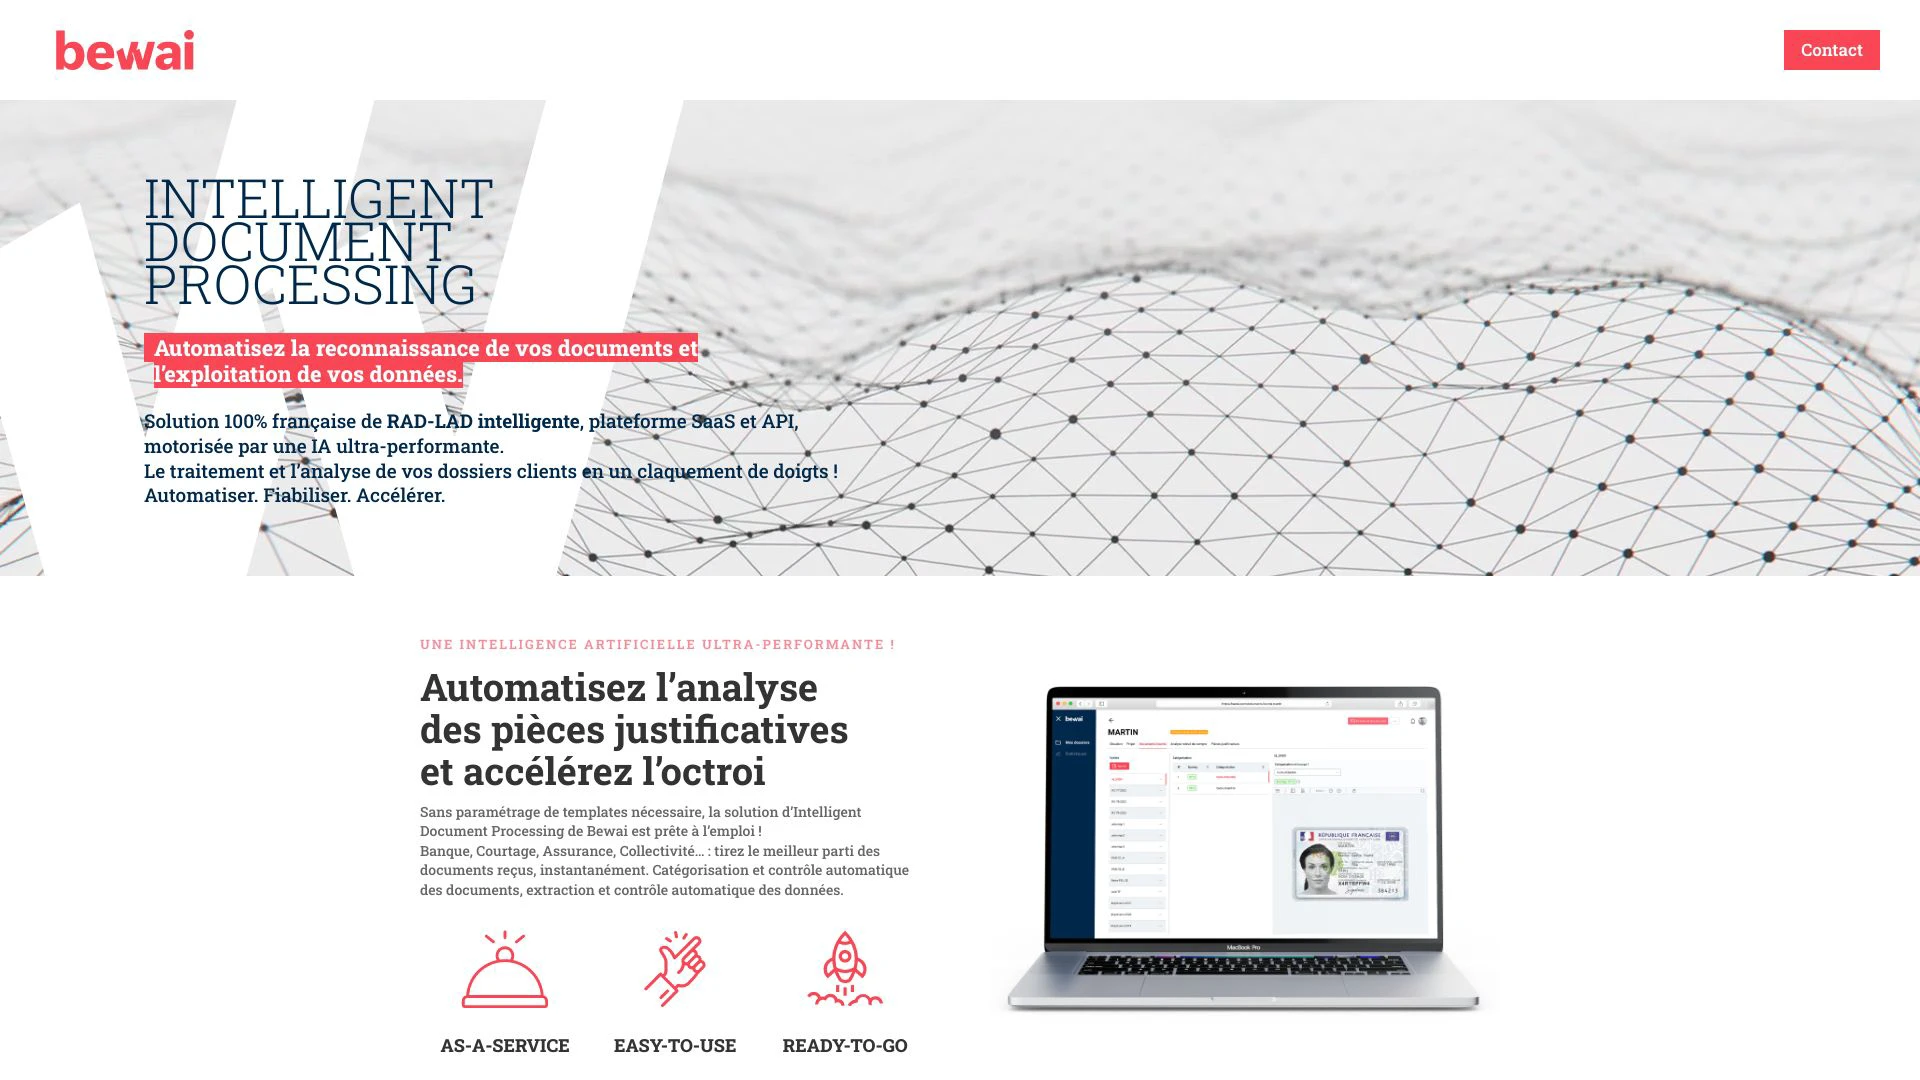 bewai
Contact
INTELLIGENT
DOCUMENT
PROCESSING
Automatisez la reconnaissance de vos documents et
l’exploitation de vos données.
Solution 100% française de RAD-LAD intelligente, plateforme SaaS et API,
motorisée par une IA ultra-performante.
Le traitement et l’analyse de vos dossiers clients en un claquement de doigts !
Automatiser. Fiabiliser. Accélérer.
UNE INTELLIGENCE ARTIFICIELLE ULTRA-PERFORMANTE !
Automatisez l’analyse
des pièces justificatives
et accélérez l’octroi
Sans paramétrage de templates nécessaire, la solution d’Intelligent
Document Processing de Bewai est prête à l’emploi !
Banque, Courtage, Assurance, Collectivité… : tirez le meilleur parti des
documents reçus, instantanément. Catégorisation et contrôle automatique
des documents, extraction et contrôle automatique des données.
AS-A-SERVICE
EASY-TO-USE
READY-TO-GO
bewai
MARTIN
RÉPUBLIQUE FRANÇAISE
384213
MacBook Pro